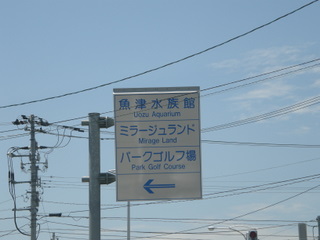 魚津水族館
Uozu Aquarium
ミラージュランド
Mirage Land
パークゴルフ場
Park Golf Course